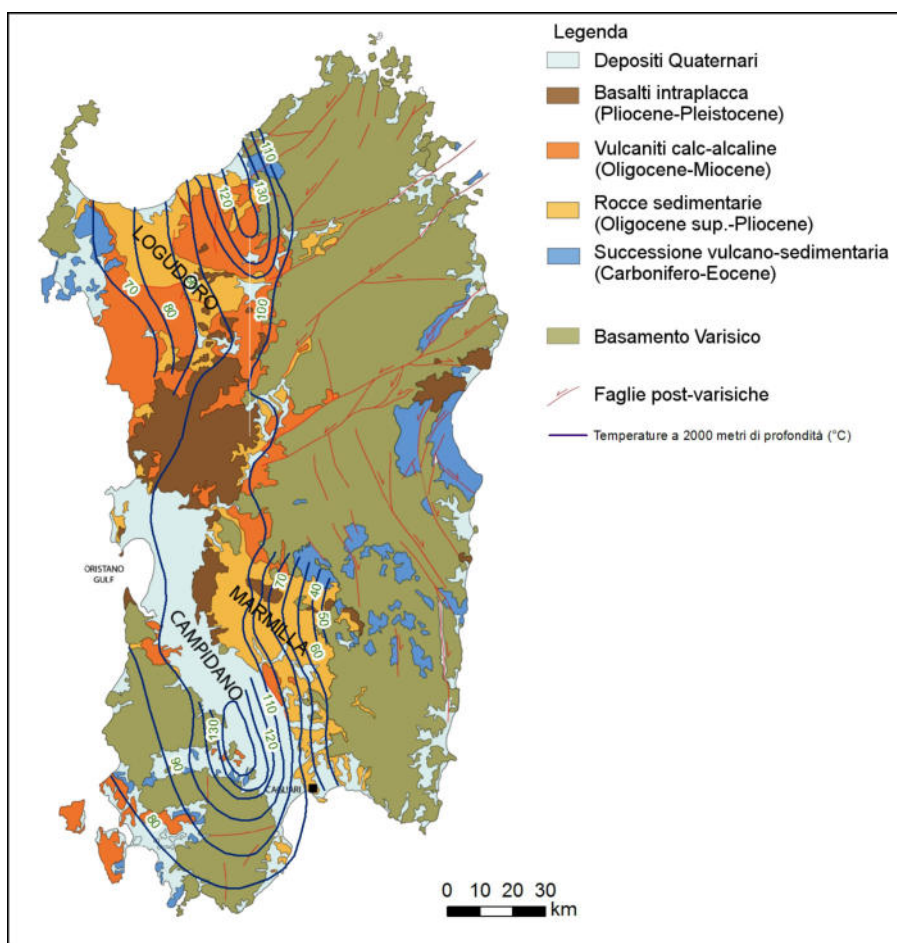 Legenda
Depositi Quaternari
Basalti intraplacca
(Pliocene-Pleistocene)
Vulcaniti calc-alcaline
(Oligocene-Miocene)
Rocce sedimentarie
(Oligocene sup.-Pliocene)
Successione vulcano-sedimentaria
(Carbonifero-Eocene)
Basamento Varisico
Faglie post-varisiche
Temperature a 2000 metri di profondità (°C)
110
130
120
LOGUDORO
70
80
100
ORISTANO
GULF
MARMILLA
70
40
50
60
CAMPIDANO
110
130
120
90
CAGLIARI
80
0 10 20 30
km